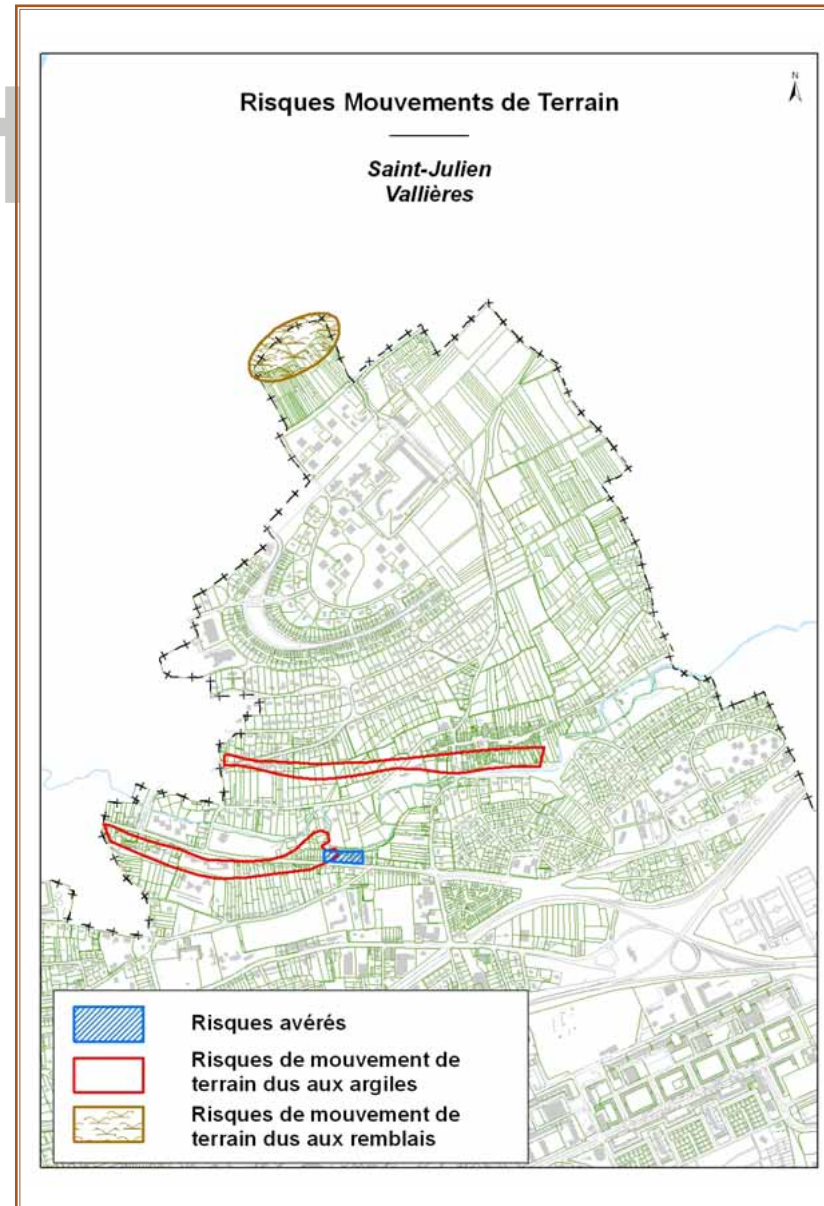 N
Risques Mouvements de Terrain
Saint-Julien
Vallières
Risques avérés
Risques de mouvement de
terrain dus aux argiles
Risques de mouvement de
terrain dus aux remblais